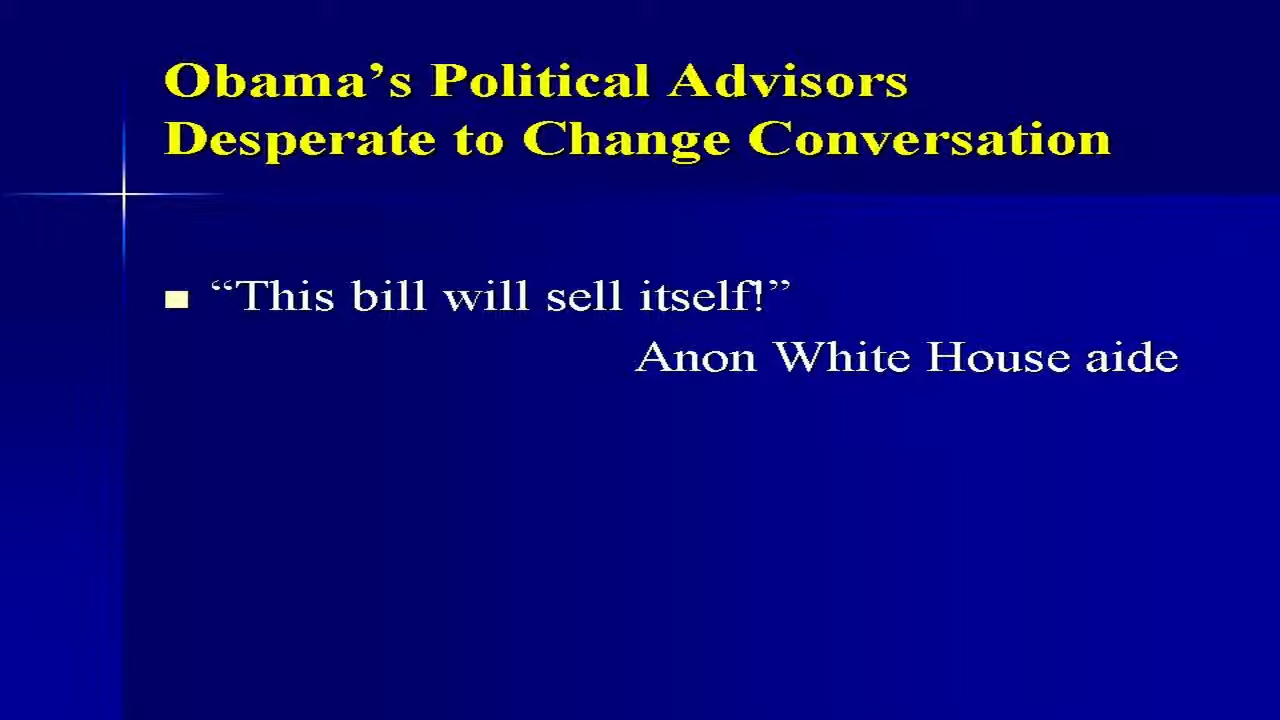 Obama’s Political Advisors
Desperate to Change Conversation
“This bill will sell itself!”
Anon White House aide